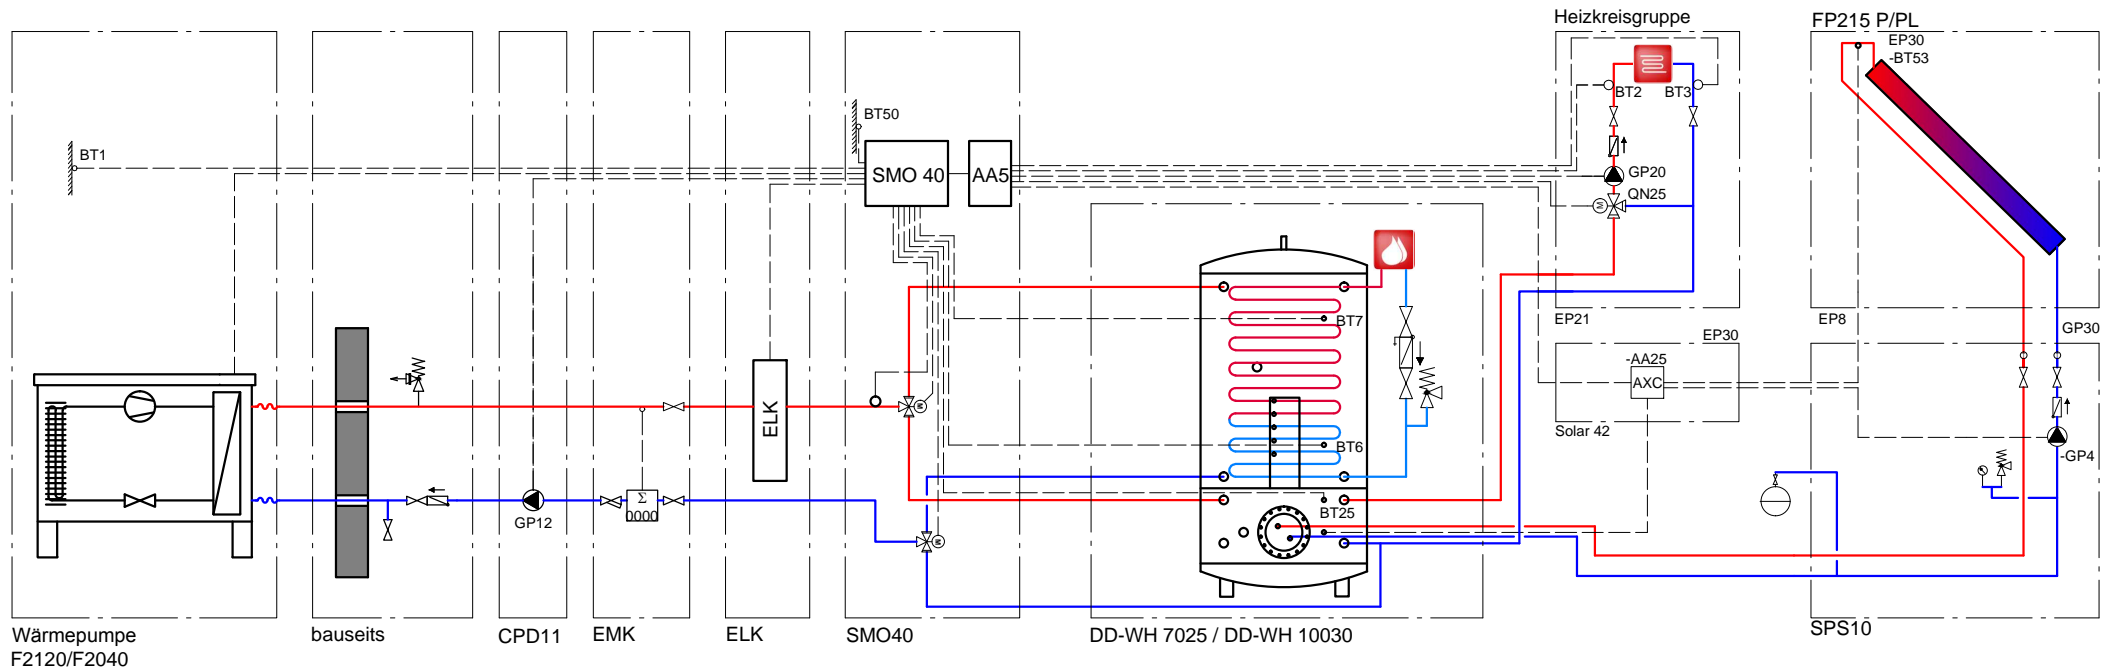 Heizkreisgruppe
FP215 P/PL
EP30
-BT53
BT2
BT3
BT50
BT1
SMO 40
AA5
GP20
QN25
M
BT7
EP21
EP8
GP30
EP30
-AA25
AXC
Solar 42
ELK
M
BT6
-GP4
Σ
0000
GP12
BT25
M
Wärmepumpe
F2120/F2040
bauseits
CPD11
EMK
ELK
SMO40
DD-WH 7025 / DD-WH 10030
SPS10